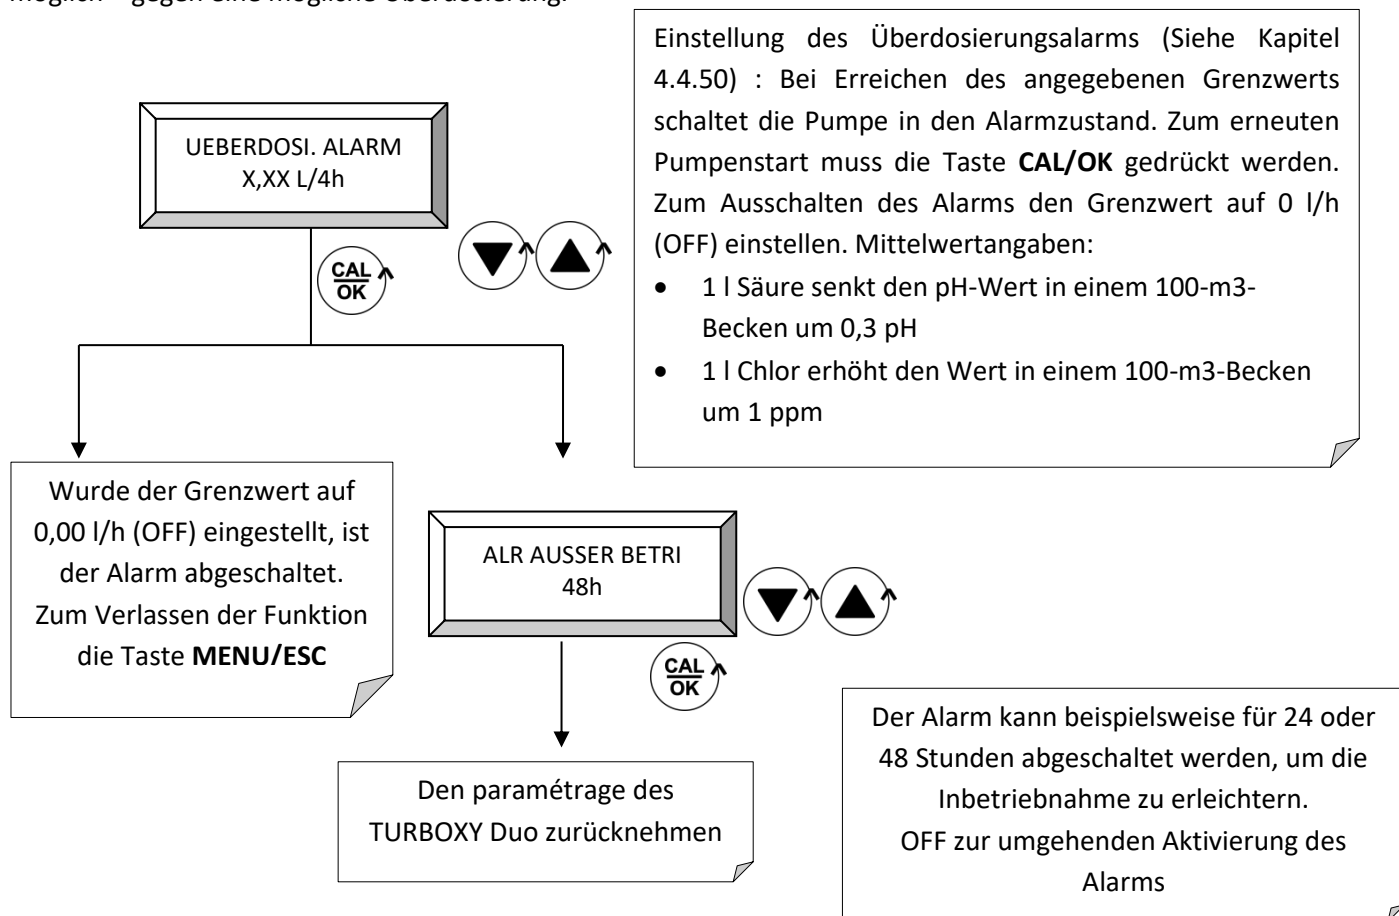 Einstellung des Überdosierungsalarms (Siehe Kapitel
4.4.50) : Bei Erreichen des angegebenen Grenzwerts
schaltet die Pumpe in den Alarmzustand. Zum erneuten
Pumpenstart muss die Taste CAL/OK gedrückt werden.
Zum Ausschalten des Alarms den Grenzwert auf 0 l/h
(OFF) einstellen. Mittelwertangaben:
• 1 l Säure senkt den pH-Wert in einem 100-m3-
Becken um 0,3 pH
• 1 l Chlor erhöht den Wert in einem 100-m3-Becken
um 1 ppm
UEBERDOSI. ALARM
X,XX L/4h
CAL
OK
Wurde der Grenzwert auf
0,00 l/h (OFF) eingestellt, ist
der Alarm abgeschaltet.
Zum Verlassen der Funktion
die Taste MENU/ESC
ALR AUSSER BETRI
48h
CAL
OK
Den paramétrage des
TURBOXY Duo zurücknehmen
Der Alarm kann beispielsweise für 24 oder
48 Stunden abgeschaltet werden, um die
Inbetriebnahme zu erleichtern.
OFF zur umgehenden Aktivierung des
Alarms